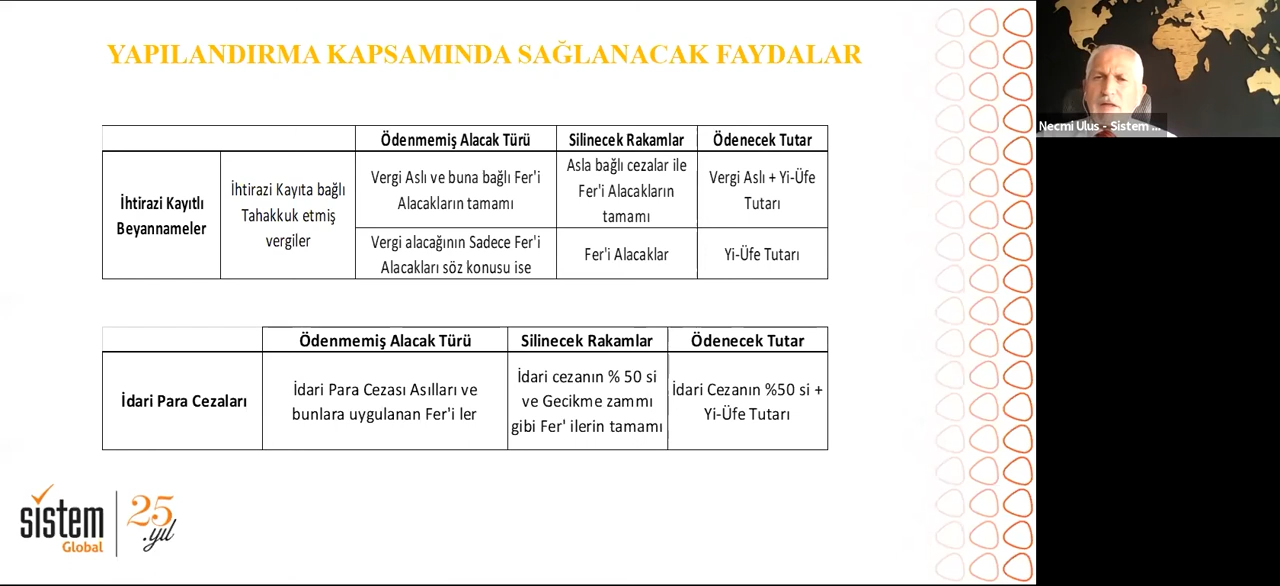 YAPILANDIRMA KAPSAMINDA SAĞLANACAK FAYDALAR
Necmi Ulus - Sistem ...
Ödenmemiş Alacak Türü
Silinecek Rakamlar
Ödenecek Tutar
İhtirazi Kayıtlı
Beyannameler
İhtirazi Kayıta bağlı
Tahakkuk etmiş
vergiler
Vergi Aslı ve buna bağlı Fer'i
Alacakların tamamı
Asla bağlı cezalar ile
Fer'i Alacakların
tamamı
Vergi Aslı + Yi-Üfe
Tutarı
Vergi alacağının Sadece Fer'i
Alacakları söz konusu ise
Fer'i Alacaklar
Yi-Üfe Tutarı
Ödenmemiş Alacak Türü
Silinecek Rakamlar
Ödenecek Tutar
İdari Para Cezaları
İdari Para Cezası Asılları ve
bunlara uygulanan Fer'i ler
İdari cezanın % 50 si
ve Gecikme zammı
gibi Fer' ilerin tamamı
İdari Cezanın %50 si +
Yi-Üfe Tutarı
sistem
Global
25
.yıl